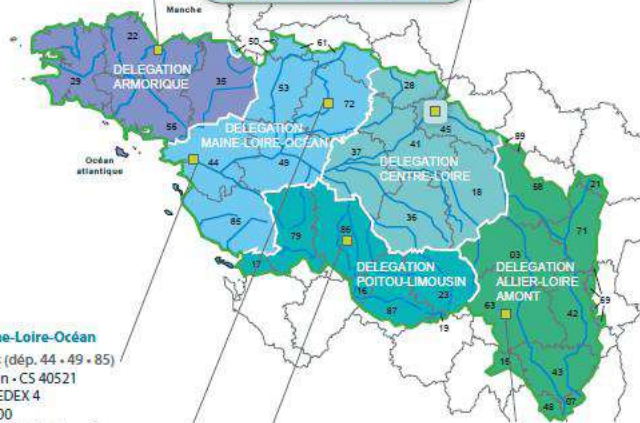 Manche
22
50
61
DELEGATION
ARMORIQUE
29
35
56
53
72
28
45
DELEGATION
MAINE-LOIRE-OCÉAN
41
37
89
Océan
atlantique
44
49
DELEGATION
CENTRE-LOIRE
18
58
21
36
85
79
86
71
03
17
DELEGATION
POITOU-LIMOUSIN
DELEGATION
ALLIER-LOIRE
AMONT
16
23
87
19
63
69
42
15
43
48
07
ne-Loire-Océan
(dép. 44 • 49 • 85)
n • CS 40521
EDEX 4
00